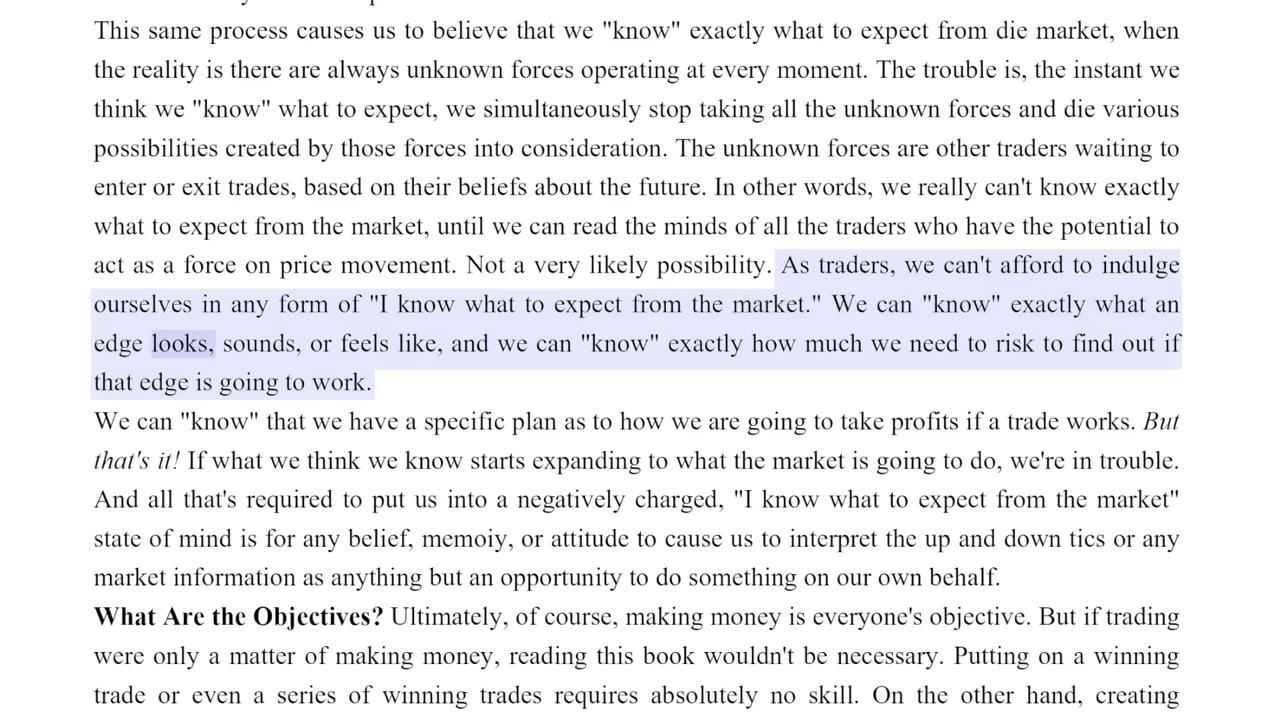 This same process causes us to believe that we "know" exactly what to expect from die market, when
the reality is there are always unknown forces operating at every moment. The trouble is, the instant we
think we "know" what to expect, we simultaneously stop taking all the unknown forces and die various
possibilities created by those forces into consideration. The unknown forces are other traders waiting to
enter or exit trades, based on their beliefs about the future. In other words, we really can't know exactly
what to expect from the market, until we can read the minds of all the traders who have the potential to
act as a force on price movement. Not a very likely possibility. As traders, we can't afford to indulge
ourselves in any form of "I know what to expect from the market." We can "know" exactly what an
edge looks, sounds, or feels like, and we can "know" exactly how much we need to risk to find out if
that edge is going to work.
We can "know" that we have a specific plan as to how we are going to take profits if a trade works. But
that's it! If what we think we know starts expanding to what the market is going to do, we're in trouble.
And all that's required to put us into a negatively charged, "I know what to expect from the market"
state of mind is for any belief, memoiy, or attitude to cause us to interpret the up and down tics or any
market information as anything but an opportunity to do something on our own behalf.
What Are the Objectives? Ultimately, of course, making money is everyone's objective. But if trading
were only a matter of making money, reading this book wouldn't be necessary. Putting on a winning
trade or even a series of winning trades requires absolutely no skill. On the other hand, creating